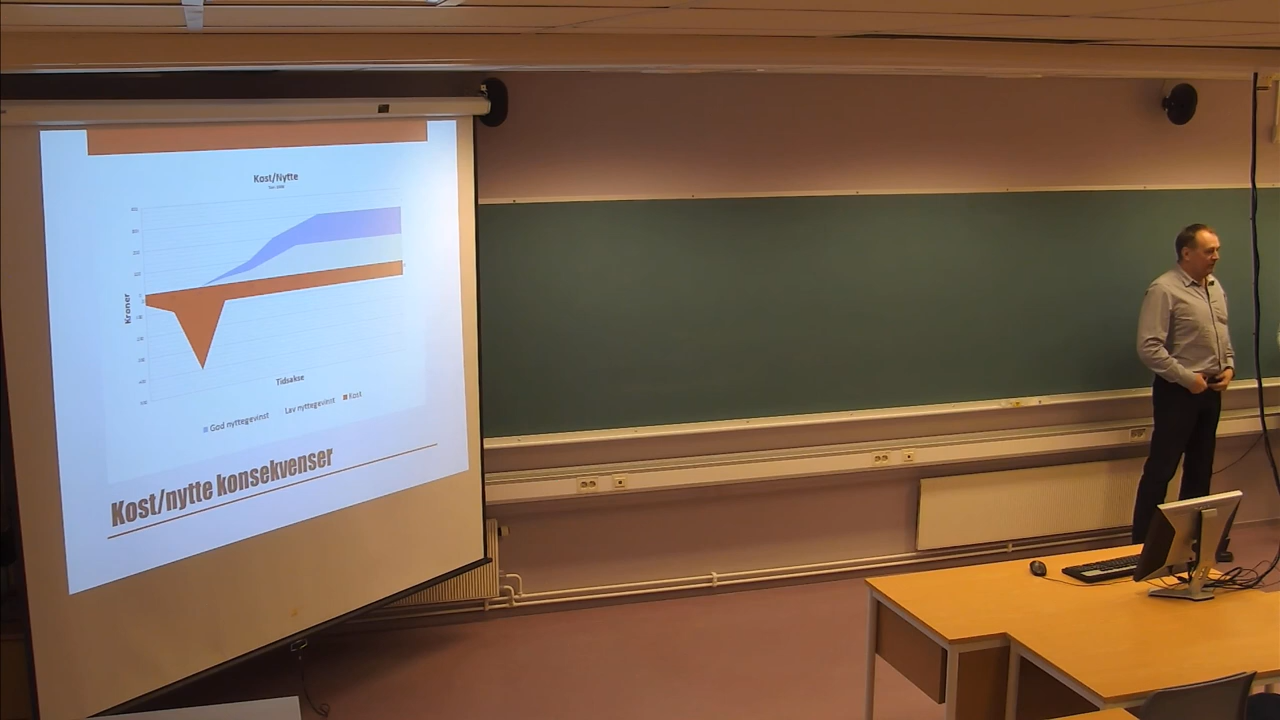 Kost/Nytte
Kroner
Tidsakse
God nyttegevinst
Lav nyttegevinst
Kost
Kost/nytte konsekvenser